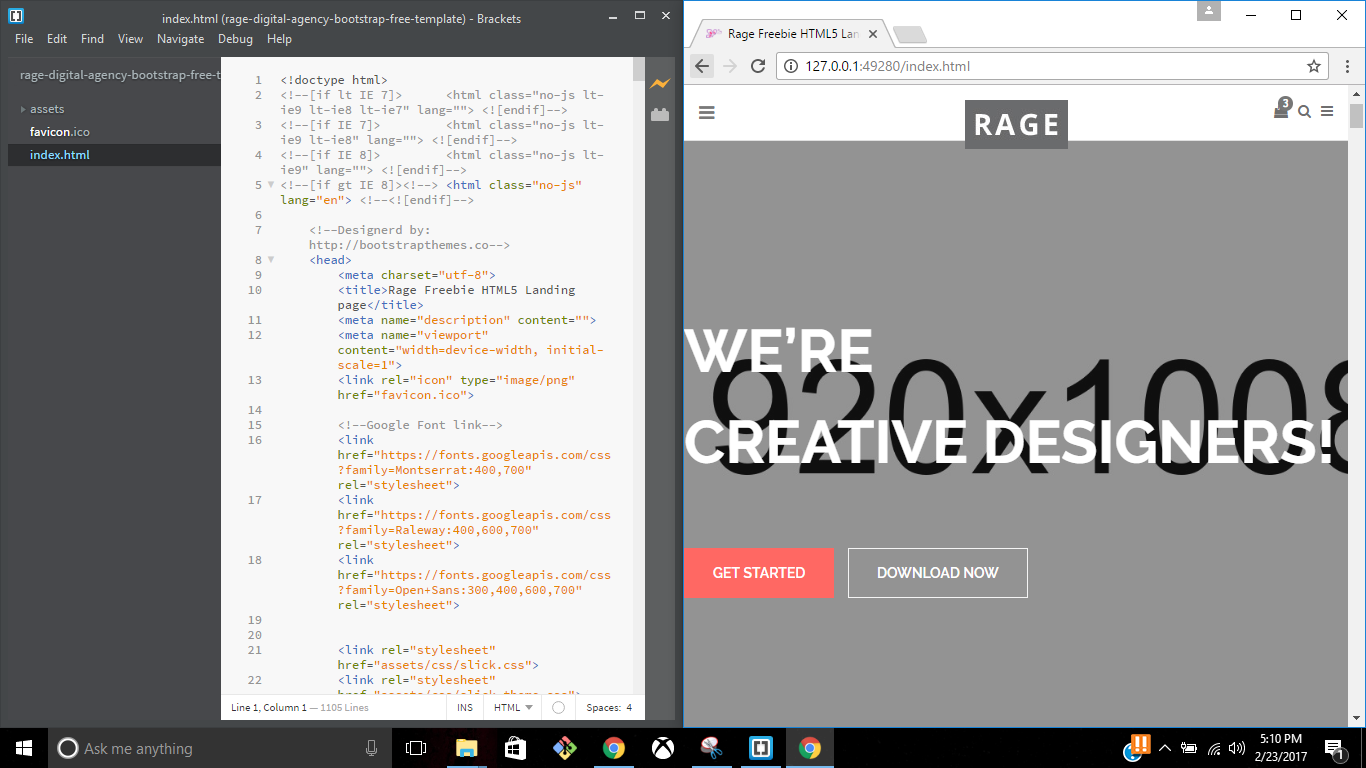 index.html (rage-digital-agency-bootstrap-free-template) - Brackets
File Edit Find View Navigate Debug Help
rage-digital-agency-bootstrap-free-t
assets
favicon.ico
index.html
1 <!doctype html>
2 <!--[if lt IE 7]>      <html class="no-js lt-
ie9 lt-ie8 lt-ie7" lang=""> <![endif]-->
3 <!--[if IE 7]>         <html class="no-js lt-
ie9 lt-ie8" lang=""> <![endif]-->
4 <!--[if IE 8]>         <html class="no-js lt-
ie9" lang=""> <![endif]-->
5 <!--[if gt IE 8]><!--> <html class="no-js"
lang="en"> <!--<![endif]-->
6
7 <!--Designerd by:
http://bootstrapthemes.co-->
8 <head>
9 <meta charset="utf-8">
10 <title>Rage Freebie HTML5 Landing
page</title>
11 <meta name="description" content="">
12 <meta name="viewport"
content="width=device-width, initial-
scale=1">
13 <link rel="icon" type="image/png"
href="favicon.ico">
14
15 <!--Google Font link-->
16 <link
href="https://fonts.googleapis.com/css
?family=Montserrat:400,700"
rel="stylesheet">
17 <link
href="https://fonts.googleapis.com/css
?family=Raleway:400,600,700"
rel="stylesheet">
18 <link
href="https://fonts.googleapis.com/css
?family=Open+Sans:300,400,600,700"
rel="stylesheet">
19
20
21 <link rel="stylesheet"
href="assets/css/slick.css">
22 <link rel="stylesheet"
href="assets/css/slick-theme.css">
Line 1, Column 1 — 1105 Lines
INS
HTML
Spaces: 4
Rage Freebie HTML5 Lan
127.0.0.1:49280/index.html
RAGE
3
WE’RE
920x1008
CREATIVE DESIGNERS!
GET STARTED
DOWNLOAD NOW
Ask me anything
5:10 PM
2/23/2017
1